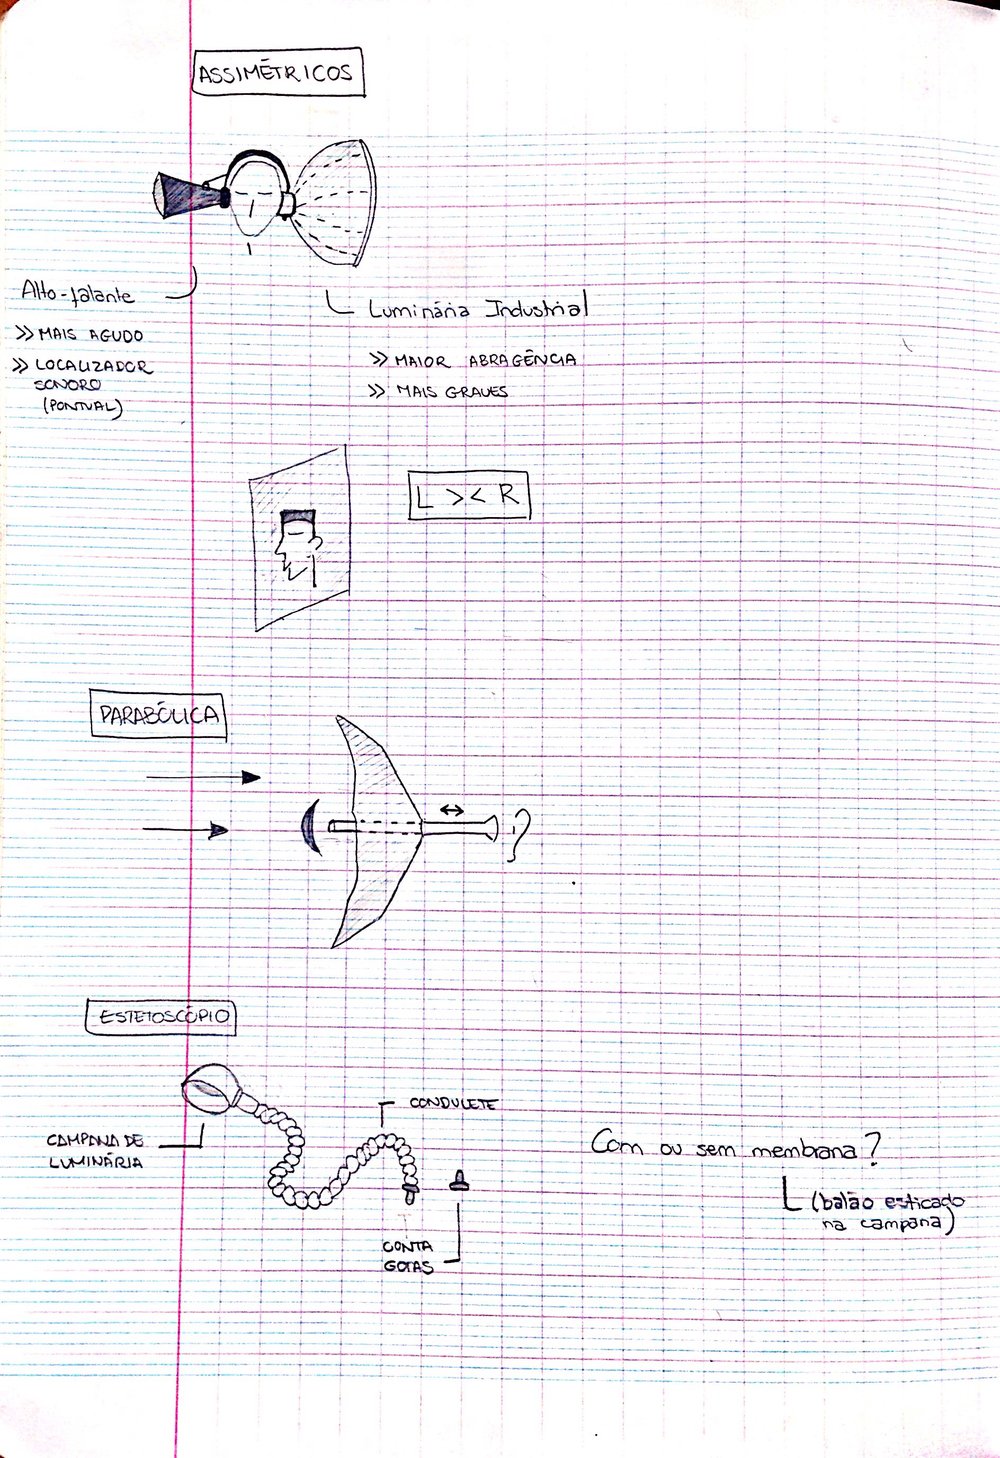 ASSIMÉTRICOS
Alto-falante
>> MAIS AGUDO
>> LOCALIZADOR
SONORO
(PONTUAL)
Luminária Industrial
>> MAIOR ABRAGÊNCIA
>> MAIS GRAVES
L >< R
PARABÓLICA
?
ESTETOSCÓPIO
CAMPANA DE
LUMINÁRIA
CONDULETE
CONTA
GOTAS
Com ou sem membrana?
(balão esticado
na campana)